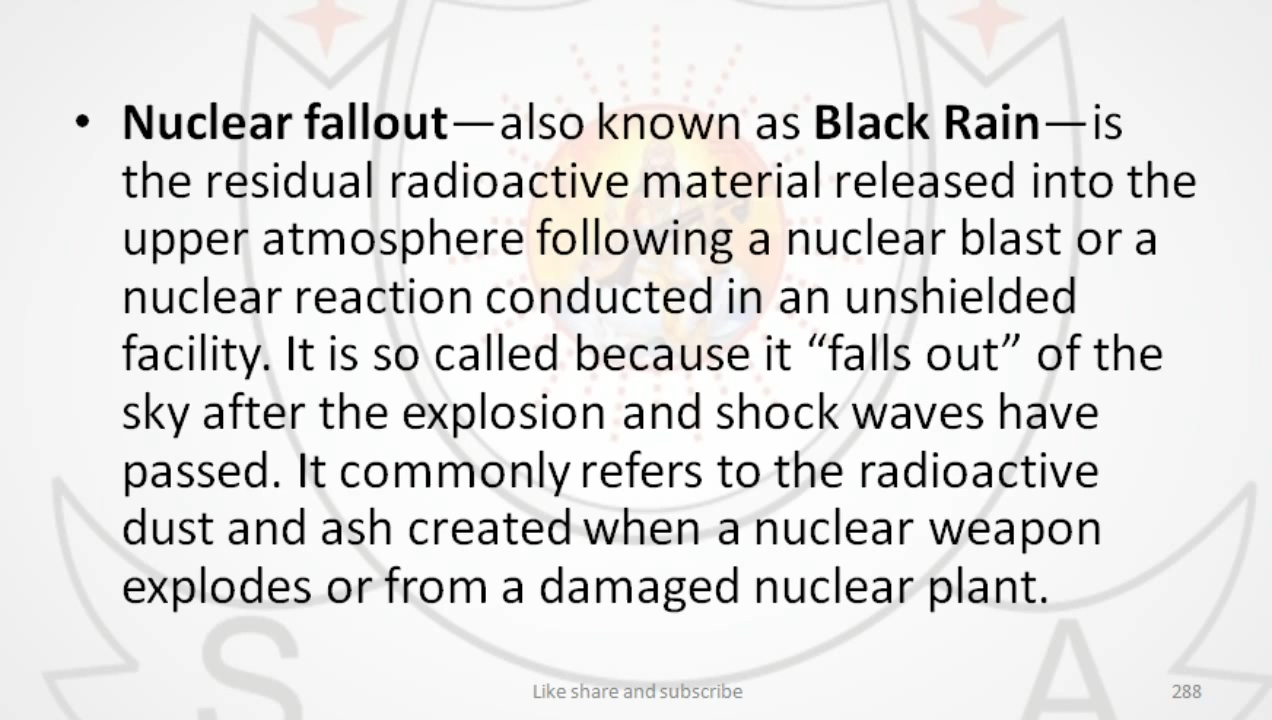 • Nuclear fallout—also known as Black Rain—is
the residual radioactive material released into the
upper atmosphere following a nuclear blast or a
nuclear reaction conducted in an unshielded
facility. It is so called because it “falls out” of the
sky after the explosion and shock waves have
passed. It commonly refers to the radioactive
dust and ash created when a nuclear weapon
explodes or from a damaged nuclear plant.
S A
Like share and subscribe 288